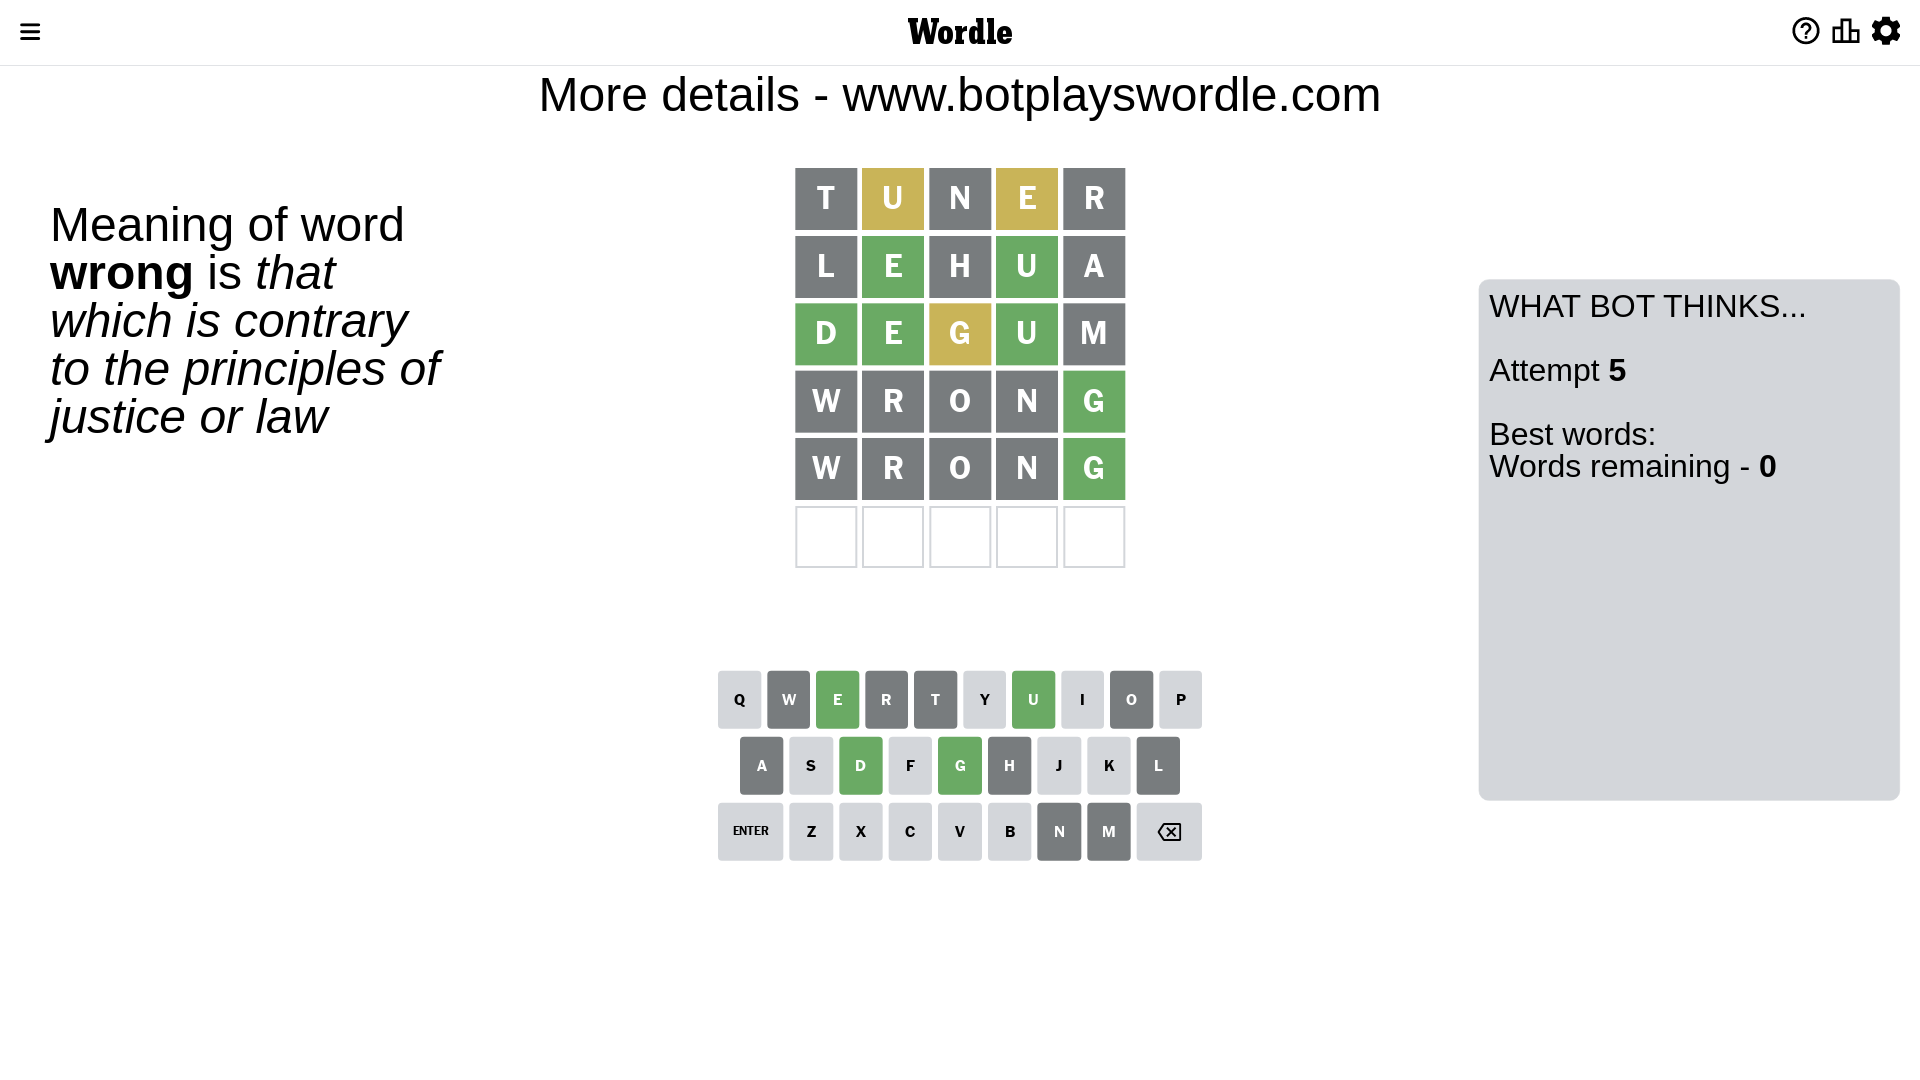 Wordle
More details - www.botplayswordle.com
Meaning of word
wrong is that
which is contrary
to the principles of
justice or law
T U N E R
L E H U A
D E G U M
W R O N G
W R O N G
WHAT BOT THINKS...
Attempt 5
Best words:
Words remaining - 0
Q W E R T Y U I O P
A S D F G H J K L
ENTER Z X C V B N M